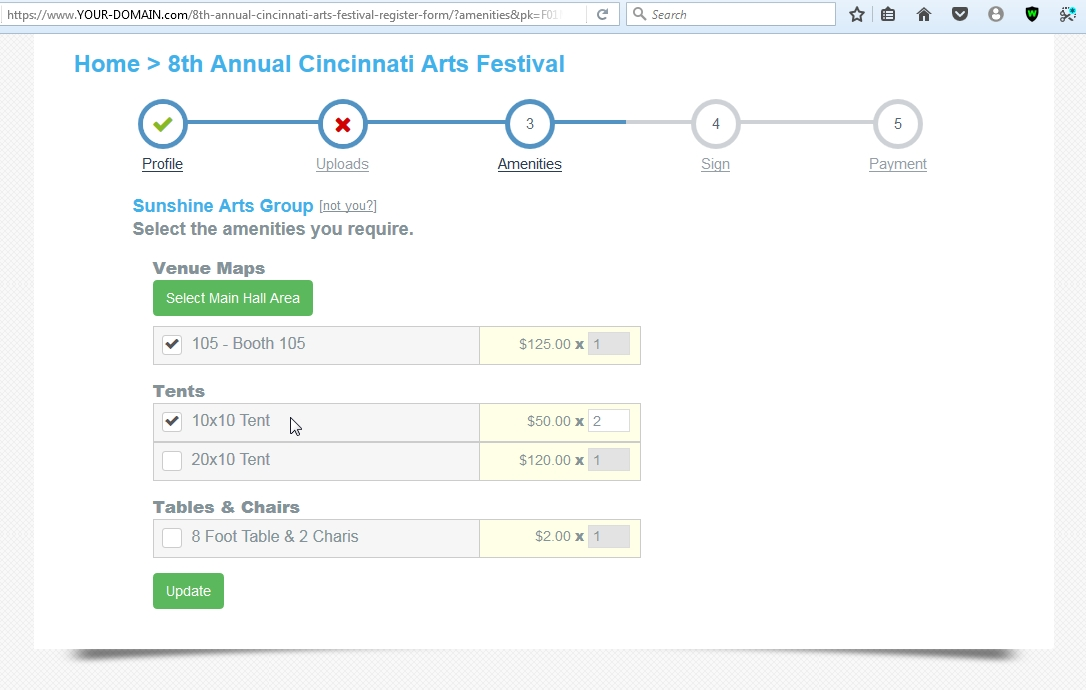 https://www.YOUR-DOMAIN.com/8th-annual-cincinnati-arts-festival-register-form/?amenities&pk=F01
Search
Home > 8th Annual Cincinnati Arts Festival
3
4
5
Profile
Uploads
Amenities
Sign
Payment
Sunshine Arts Group [not you?]
Select the amenities you require.
Venue Maps
Select Main Hall Area
105 - Booth 105 $125.00 x 1
Tents
10x10 Tent $50.00 x 2
20x10 Tent $120.00 x 1
Tables & Chairs
8 Foot Table & 2 Charis $2.00 x 1
Update